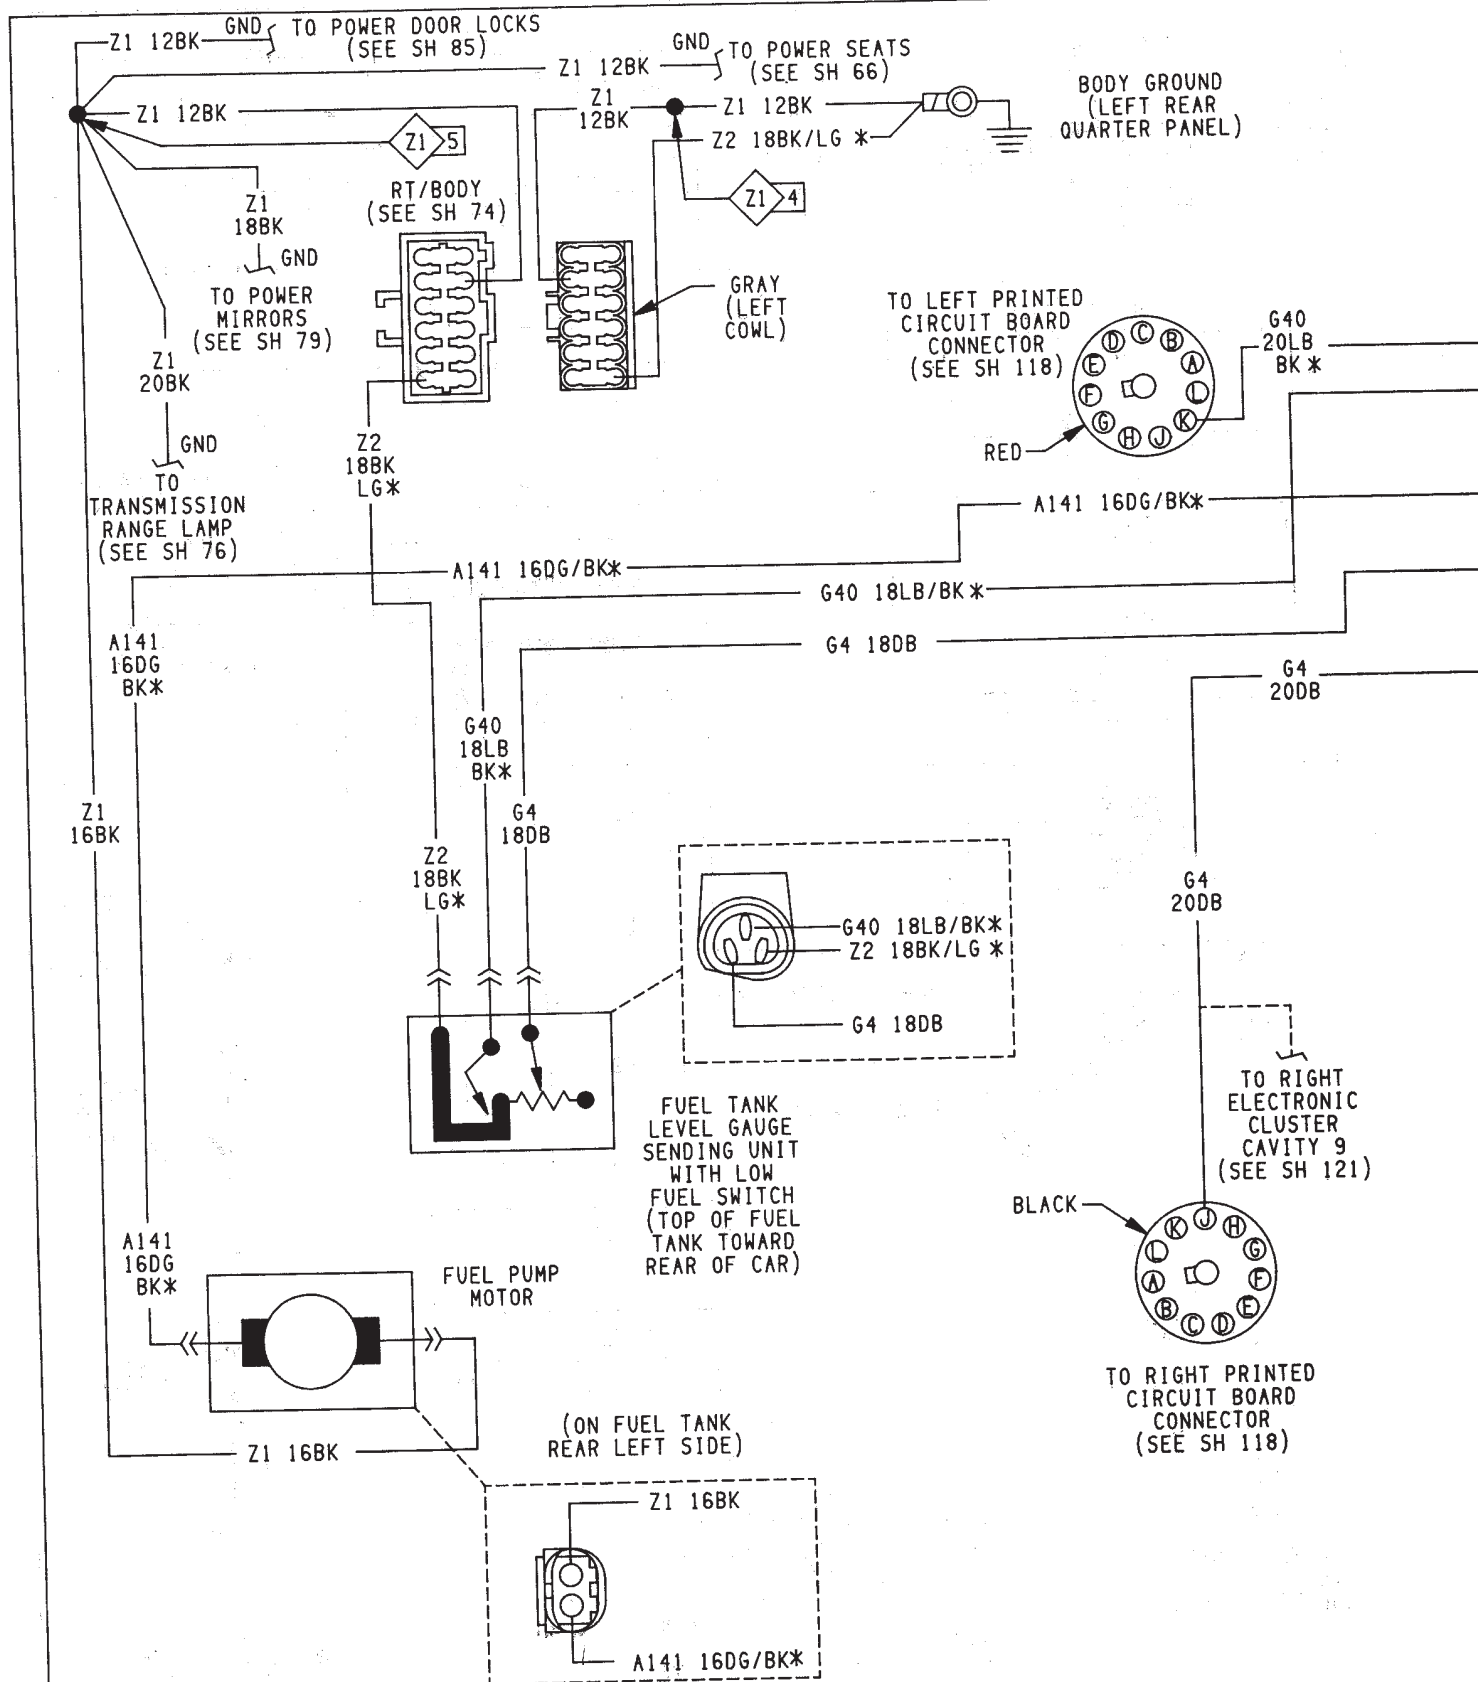 Z1 12BK
GND
TO POWER DOOR LOCKS
(SEE SH 85)
Z1 12BK
GND
TO POWER SEATS
(SEE SH 66)
Z1 12BK
Z1
12BK
Z1 12BK
Z2 18BK/LG *
BODY GROUND
(LEFT REAR
QUARTER PANEL)
Z1 5
Z1 4
RT/BODY
(SEE SH 74)
Z1
18BK
GND
TO POWER
MIRRORS
(SEE SH 79)
GRAY
(LEFT
COWL)
Z1
20BK
GND
TO
TRANSMISSION
RANGE LAMP
(SEE SH 76)
Z2
18BK
LG*
TO LEFT PRINTED
CIRCUIT BOARD
CONNECTOR
(SEE SH 118)
D
C
B
A
L
K
J
H
G
F
E
RED
G40
20LB
BK *
A141 16DG/BK*
A141 16DG/BK*
G40 18LB/BK *
G4 18DB
G4
20DB
A141
16DG
BK*
G40
18LB
BK*
G4
18DB
Z1
16BK
Z2
18BK
LG*
G4
20DB
G40 18LB/BK*
Z2 18BK/LG *
G4 18DB
FUEL TANK
LEVEL GAUGE
SENDING UNIT
WITH LOW
FUEL SWITCH
(TOP OF FUEL
TANK TOWARD
REAR OF CAR)
TO RIGHT
ELECTRONIC
CLUSTER
CAVITY 9
(SEE SH 121)
BLACK
K
J
H
G
F
E
D
C
B
A
L
TO RIGHT PRINTED
CIRCUIT BOARD
CONNECTOR
(SEE SH 118)
A141
16DG
BK*
FUEL PUMP
MOTOR
Z1 16BK
(ON FUEL TANK
REAR LEFT SIDE)
Z1 16BK
A141 16DG/BK*